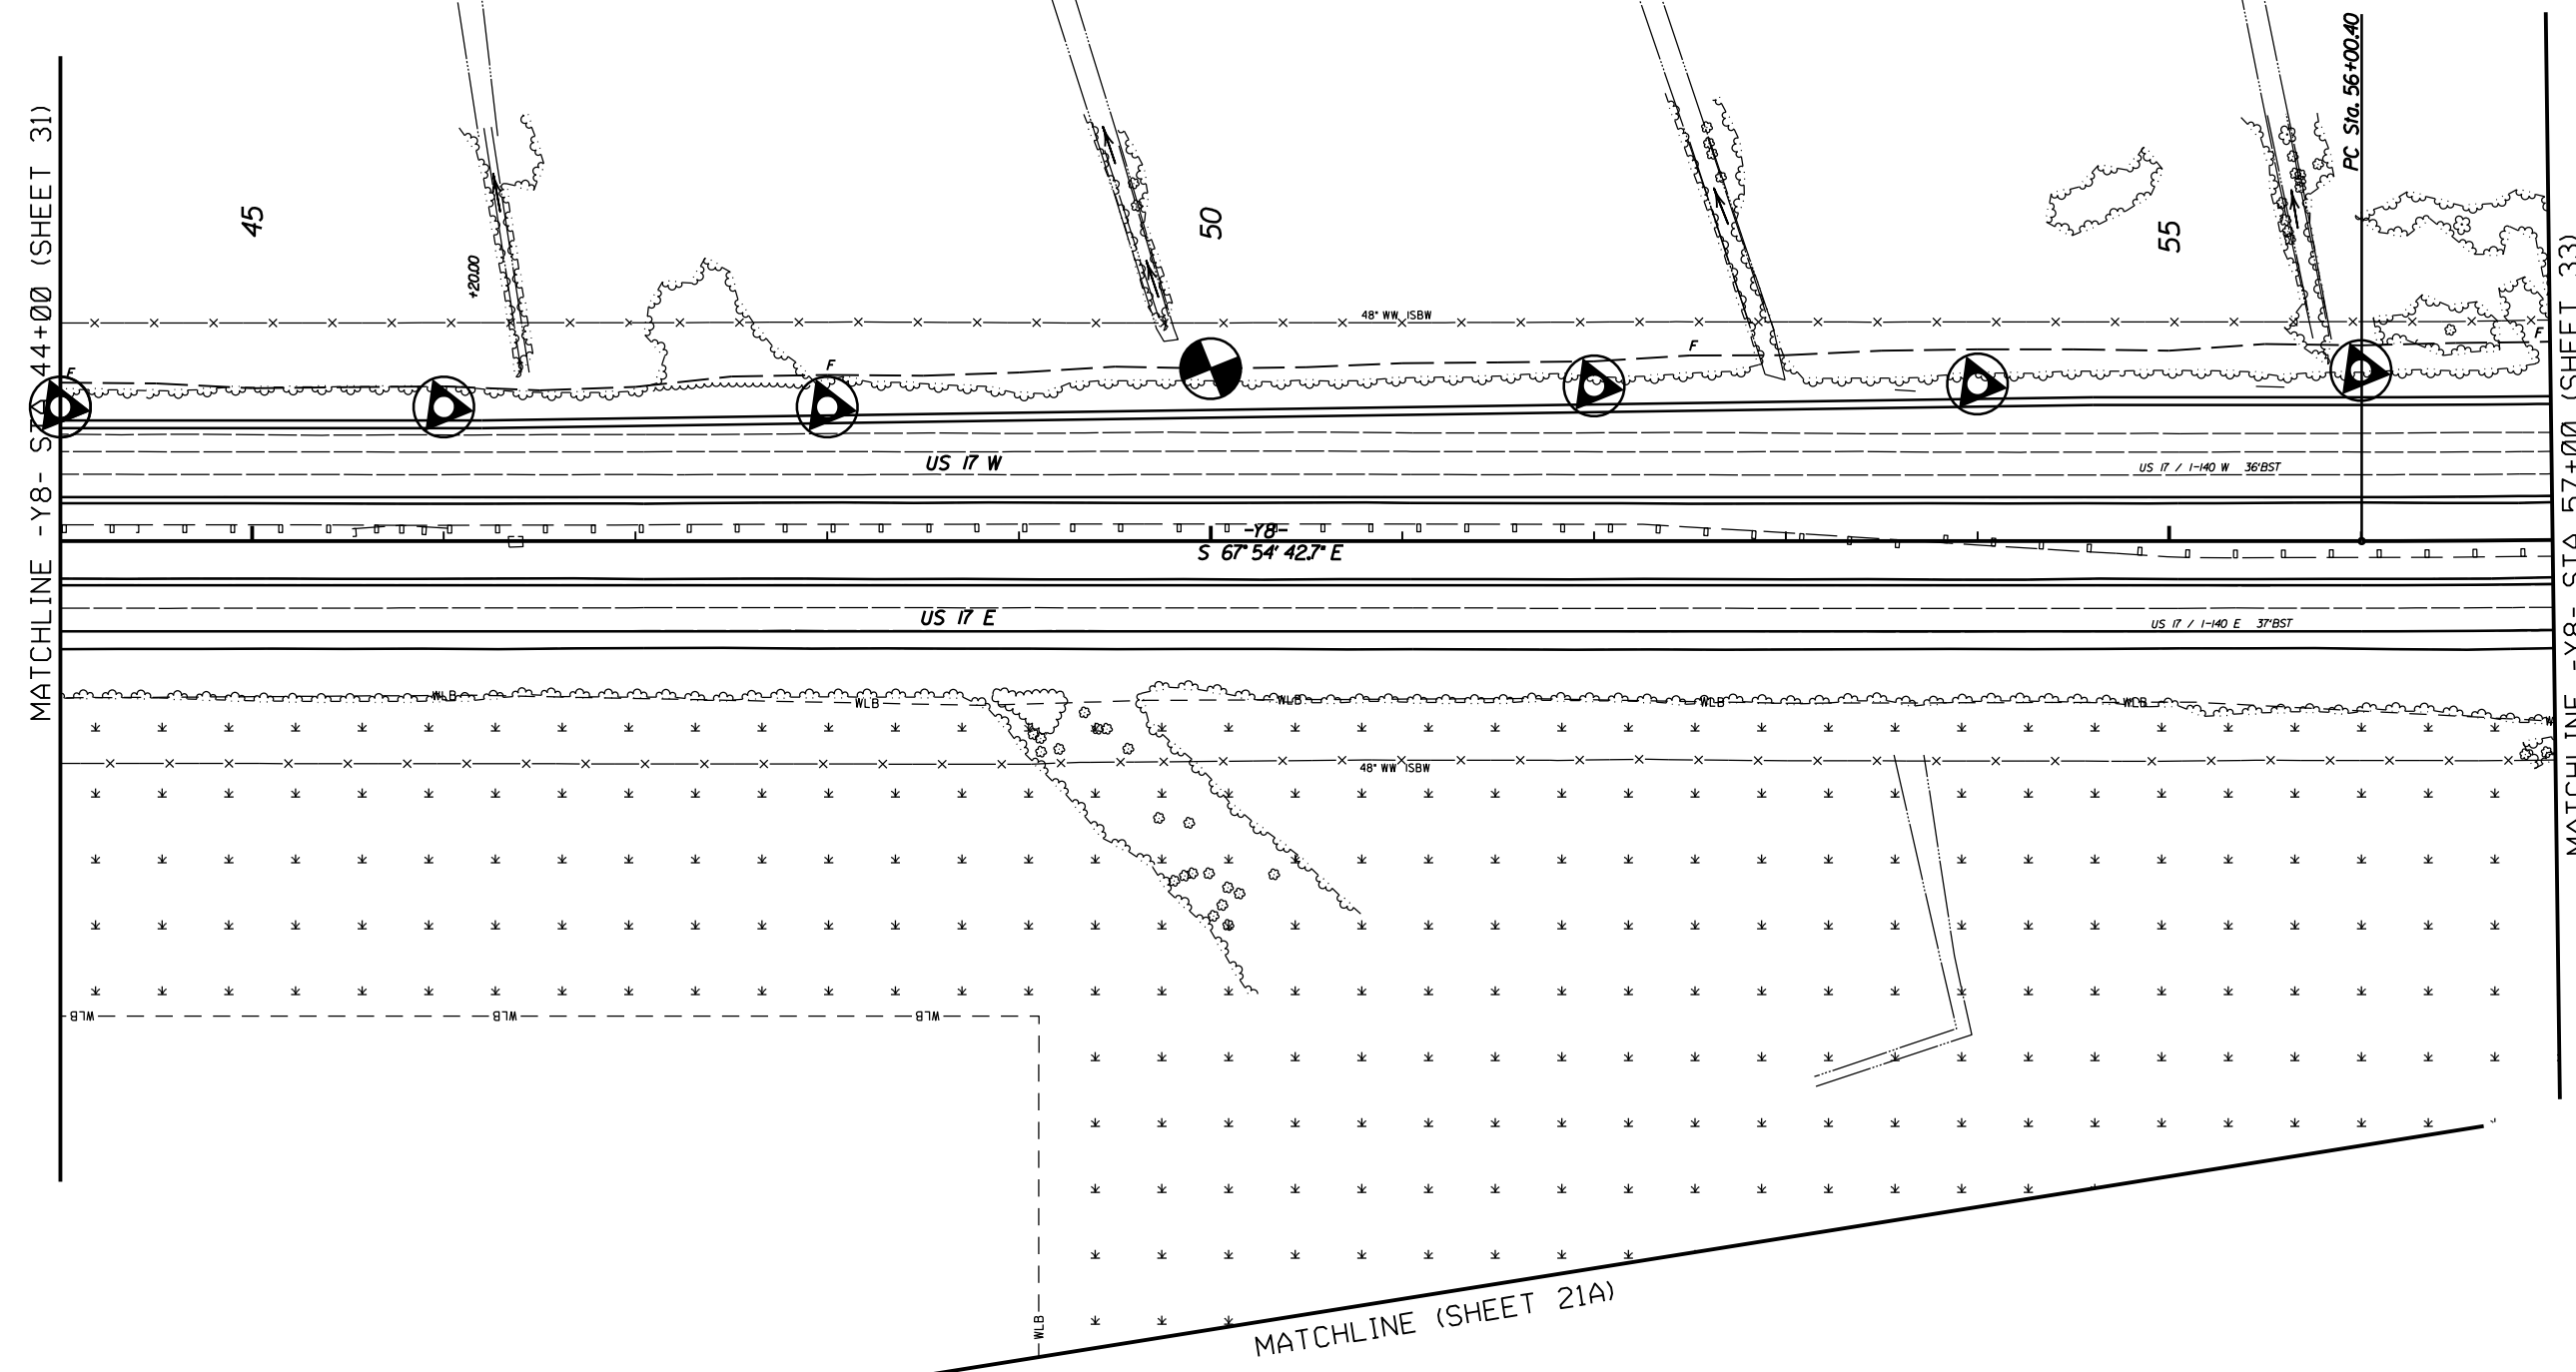 MATCHLINE -Y8- STA 44+00 (SHEET 31)
45
+20.00
50
55
PC Sta. 56+00.40
48" WW ISBW
F
F
F
F
US 17 W
US 17 / I-140 W 36'BST
-Y8-
S 67° 54' 42.7" E
US 17 E
US 17 / I-140 E 37'BST
WLB
WLB
WLB
WLB
WLB
48" WW ISBW
WLB
WLB
WLB
WLB
MATCHLINE (SHEET 21A)
MATCHLINE -Y8- STA 57+00 (SHEET 33)